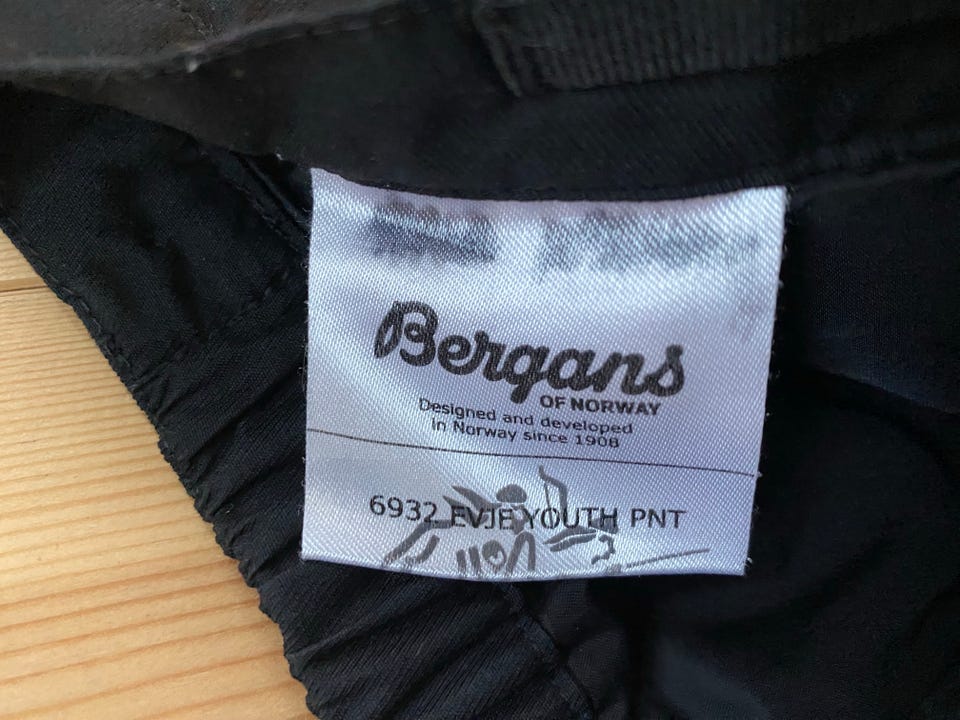 Bergans
OF NORWAY
Designed and developed
in Norway since 1908
6932 EVJE YOUTH PNT